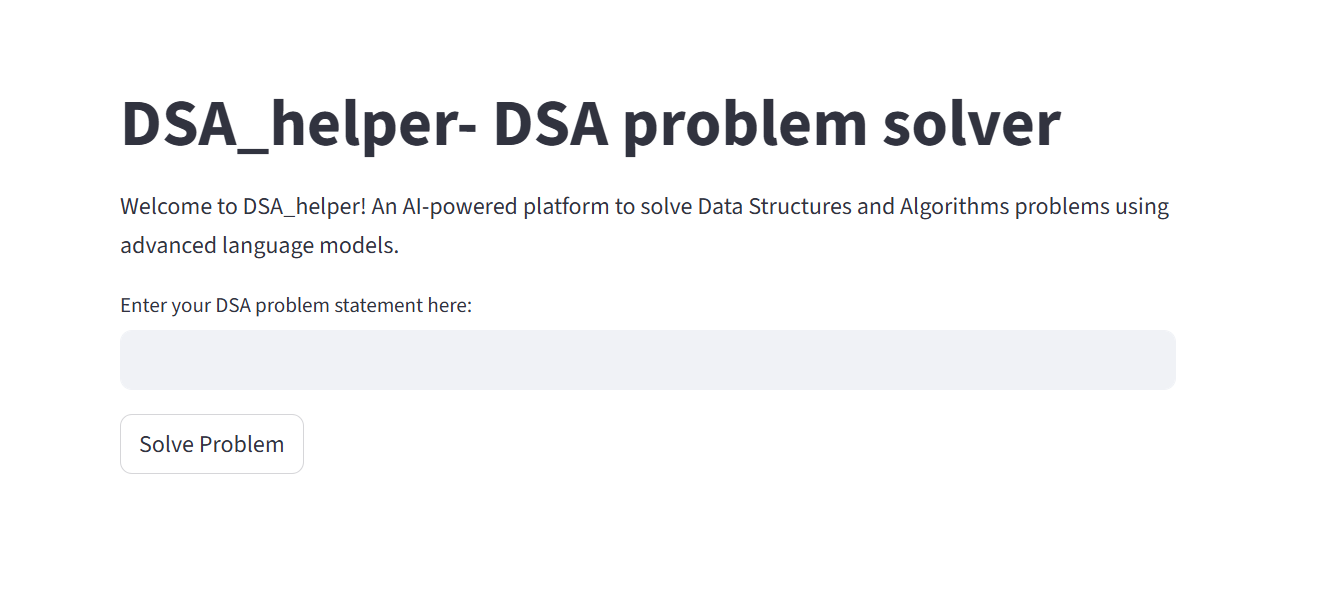 DSA_helper- DSA problem solver
Welcome to DSA_helper! An AI-powered platform to solve Data Structures and Algorithms problems using
advanced language models.
Enter your DSA problem statement here:
Solve Problem